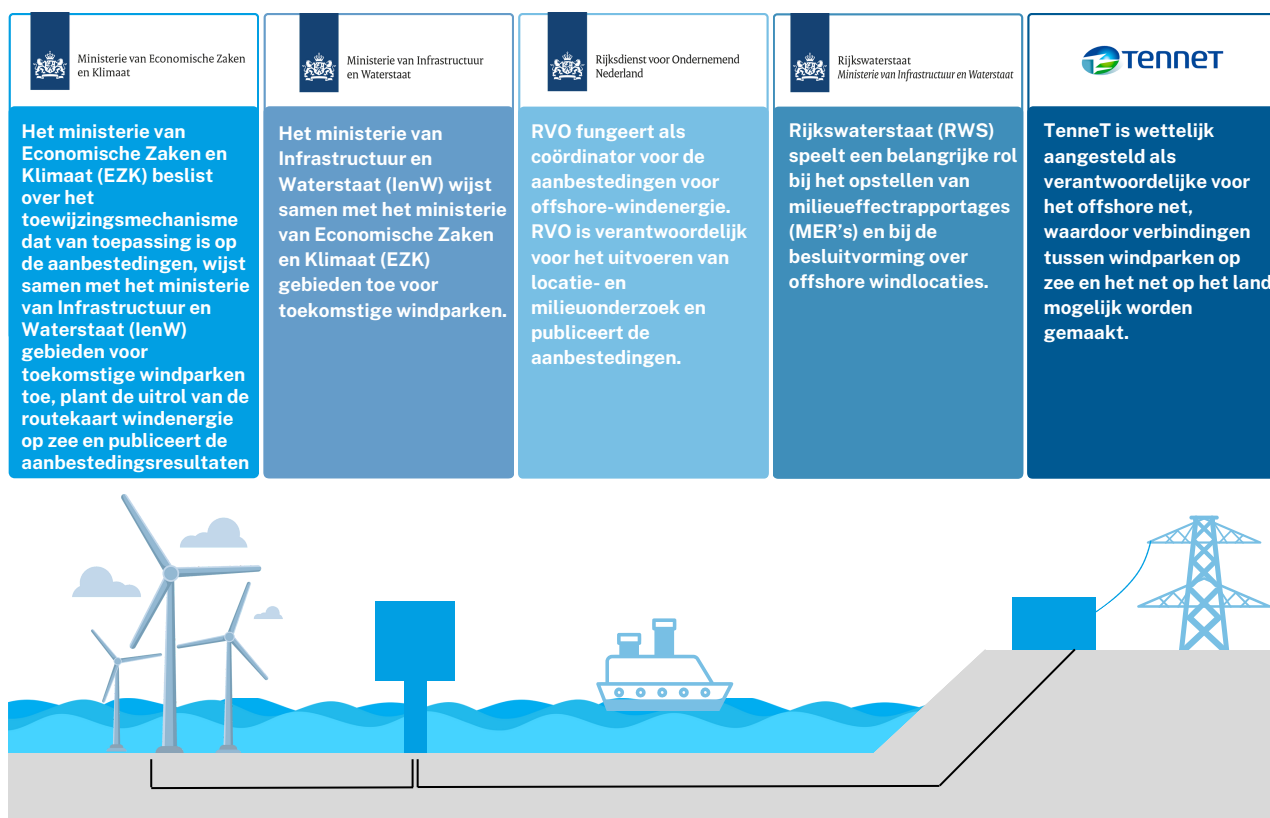 Ministerie van Economische Zaken
en Klimaat
Het ministerie van
Economische Zaken en
Klimaat (EZK) beslist
over het
toewijzingsmechanisme
dat van toepassing is op
de aanbestedingen, wijst
samen met het ministerie
van Infrastructuur en
Waterstaat (IenW)
gebieden voor
toekomstige windparken
toe, plant de uitrol van de
routekaart windenergie
op zee en publiceert de
aanbestedingsresultaten
Ministerie van Infrastructuur
en Waterstaat
Het ministerie van
Infrastructuur en
Waterstaat (IenW) wijst
samen met het ministerie
van Economische Zaken
en Klimaat (EZK)
gebieden toe voor
toekomstige windparken.
Rijksdienst voor Ondernemend
Nederland
RVO fungeert als
coördinator voor de
aanbestedingen voor
offshore-windenergie.
RVO is verantwoordelijk
voor het uitvoeren van
locatie- en
milieuonderzoek en
publiceert de
aanbestedingen.
Rijkswaterstaat
Ministerie van Infrastructuur en Waterstaat
Rijkswaterstaat (RWS)
speelt een belangrijke rol
bij het opstellen van
milieueffectrapportages
(MER’s) en bij de
besluitvorming over
offshore windlocaties.
TenneT
TenneT is wettelijk
aangesteld als
verantwoordelijke voor
het offshore net,
waardoor verbindingen
tussen windparken op
zee en het net op het land
mogelijk worden
gemaakt.